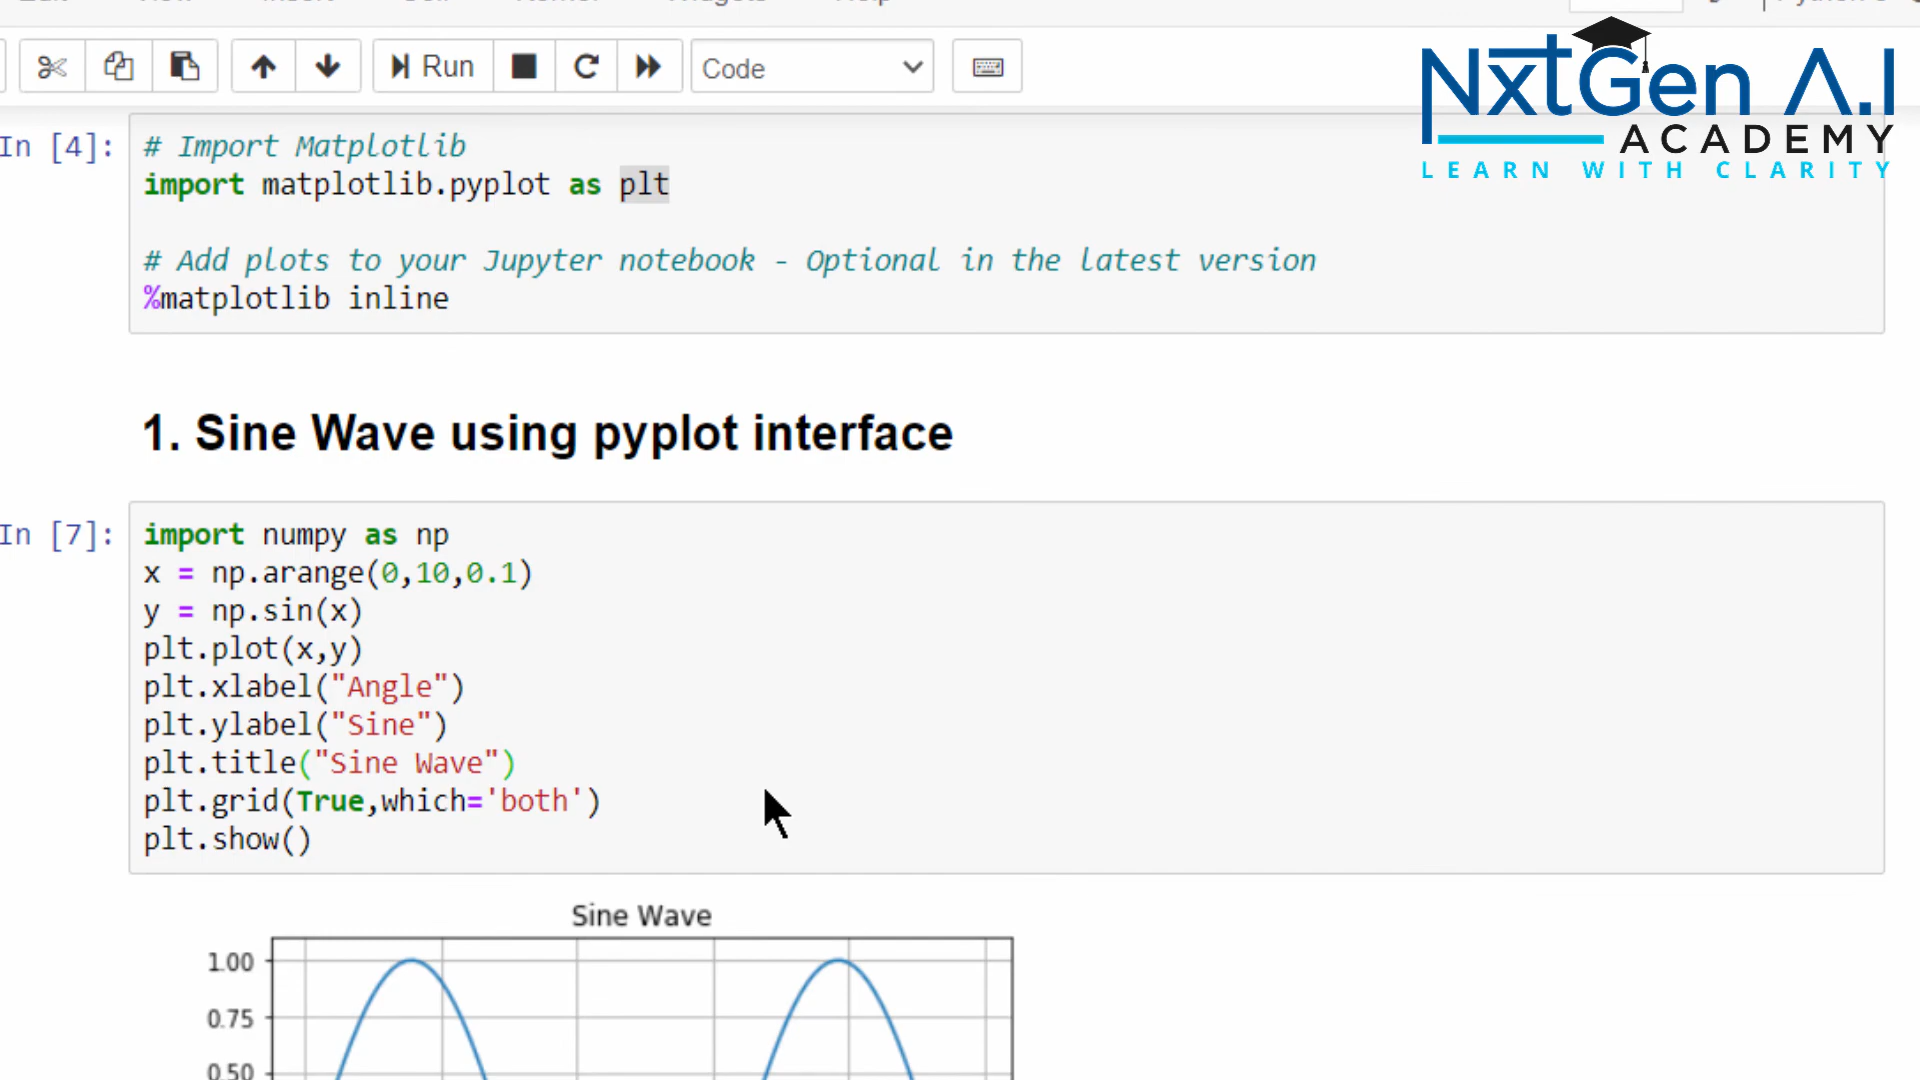 Run
Code
NxtGen A.I
ACADEMY
LEARN WITH CLARITY
In [4]:
# Import Matplotlib
import matplotlib.pyplot as plt
# Add plots to your Jupyter notebook - Optional in the latest version
%matplotlib inline
1. Sine Wave using pyplot interface
In [7]:
import numpy as np
x = np.arange(0,10,0.1)
y = np.sin(x)
plt.plot(x,y)
plt.xlabel("Angle")
plt.ylabel("Sine")
plt.title("Sine Wave")
plt.grid(True,which='both')
plt.show()
Sine Wave
1.00
0.75
0.50